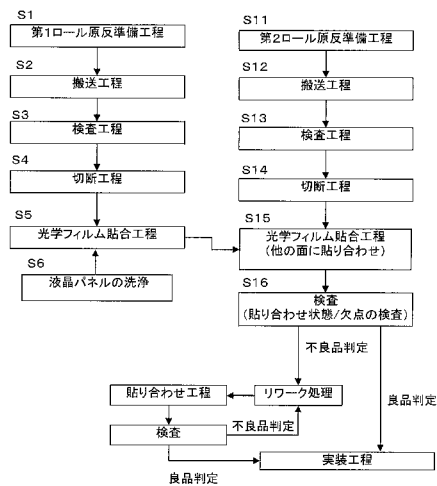 S1
第1ロール原反準備工程
S2
搬送工程
S3
検査工程
S4
切断工程
S5
光学フィルム貼合工程
S6
液晶パネルの洗浄
S11
第2ロール原反準備工程
S12
搬送工程
S13
検査工程
S14
切断工程
S15
光学フィルム貼合工程
(他の面に貼り合わせ)
S16
検査
(貼り合わせ状態/欠点の検査)
不良品判定
良品判定
リワーク処理
貼り合わせ工程
検査
不良品判定
良品判定
実装工程